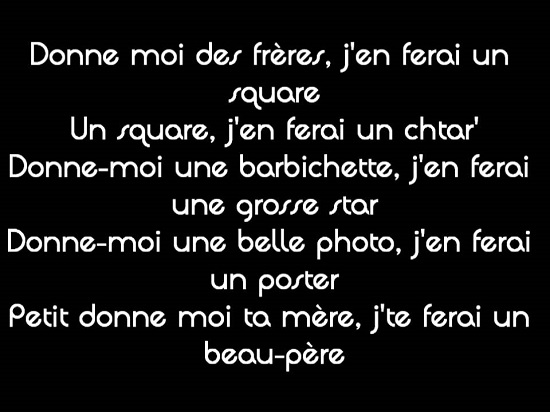 Donne moi des frères, j'en ferai un
square
Un square, j'en ferai un chtar'
Donne-moi une barbichette, j'en ferai
une grosse star
Donne-moi une belle photo, j'en ferai
un poster
Petit donne moi ta mère, j'te ferai un
beau-père